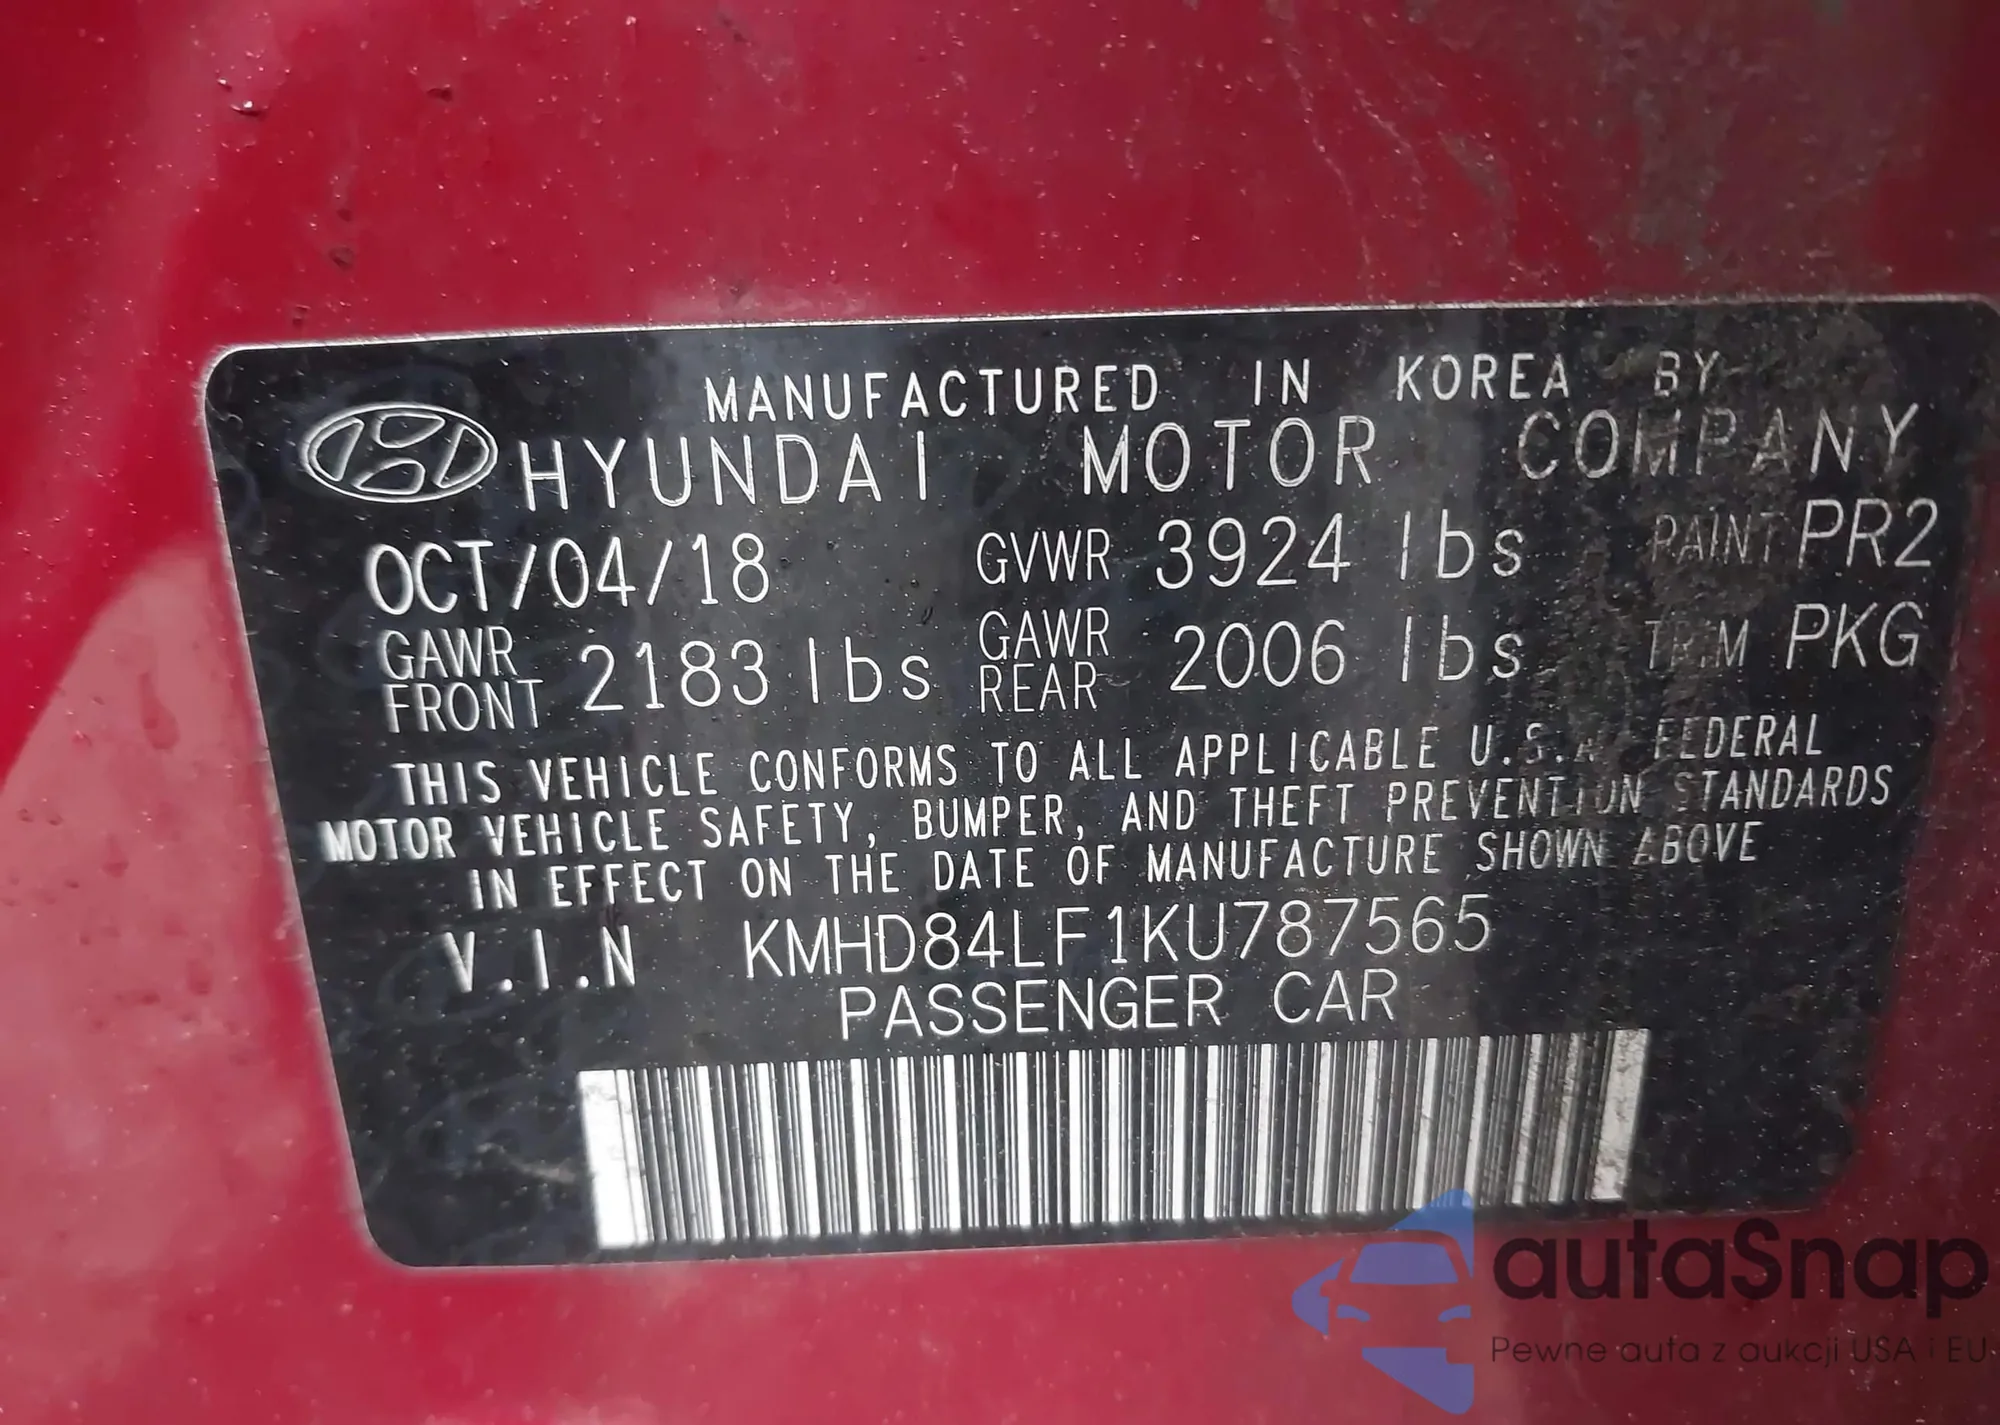 MANUFACTURED IN KOREA BY
HYUNDAI MOTOR COMPANY
OCT/04/18 GVWR 3924 lbs PAINT PR2
GAWR FRONT 2183 lbs GAWR REAR 2006 lbs TRIM PKG
THIS VEHICLE CONFORMS TO ALL APPLICABLE U.S.A. FEDERAL
MOTOR VEHICLE SAFETY, BUMPER, AND THEFT PREVENTION STANDARDS
IN EFFECT ON THE DATE OF MANUFACTURE SHOWN ABOVE
V.I.N KMHD84LF1KU787565
PASSENGER CAR
autaSnap
Pewne auta z aukcji USA i EU